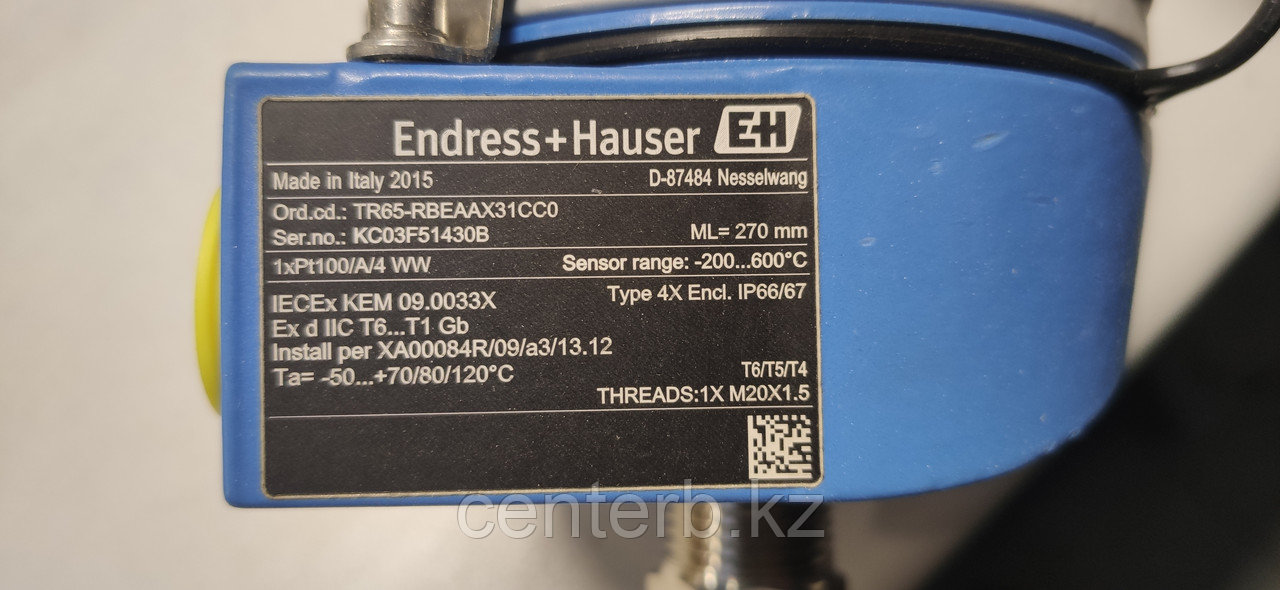 Endress+Hauser EH
Made in Italy 2015 D-87484 Nesselwang
Ord.cd.: TR65-RBEAAX31CC0
Ser.no.: KC03F51430B ML= 270 mm
1xPt100/A/4 WW Sensor range: -200...600°C
IECEx KEM 09.0033X Type 4X Encl. IP66/67
Ex d IIC T6...T1 Gb
Install per XA00084R/09/a3/13.12
Ta= -50...+70/80/120°C T6/T5/T4
THREADS:1X M20X1.5
centerb.kz